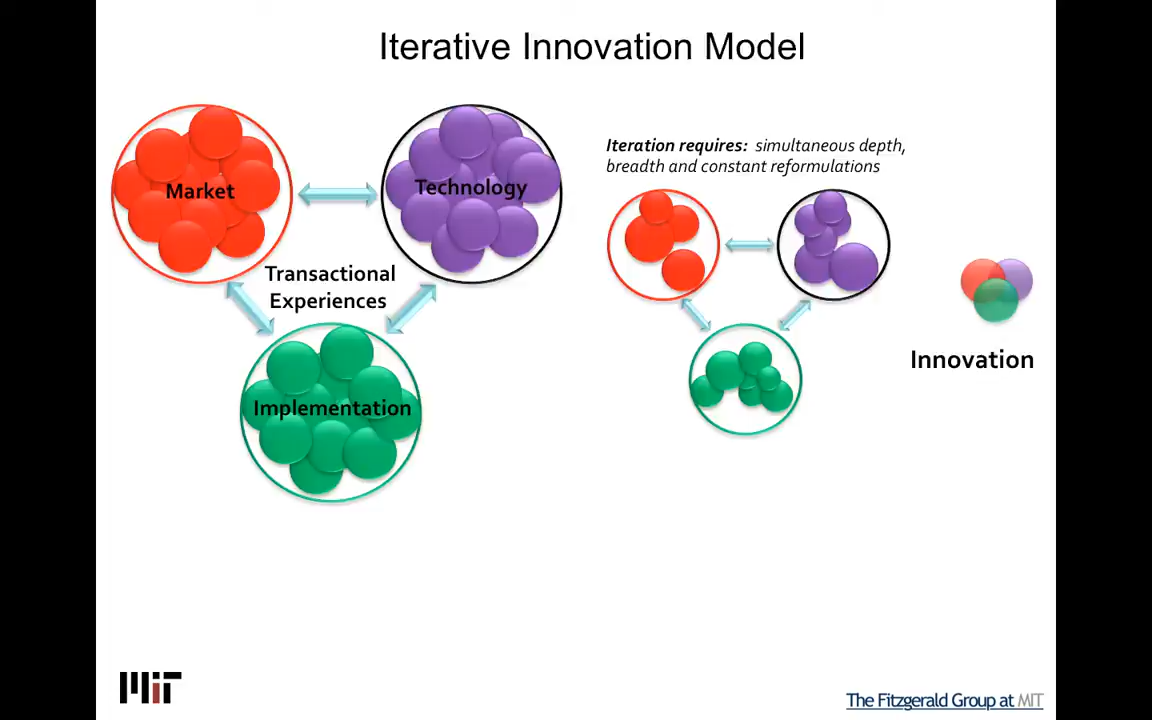 Iterative Innovation Model
Market
Technology
Transactional
Experiences
Implementation
Iteration requires: simultaneous depth,
breadth and constant reformulations
Innovation
MIT
The Fitzgerald Group at MIT